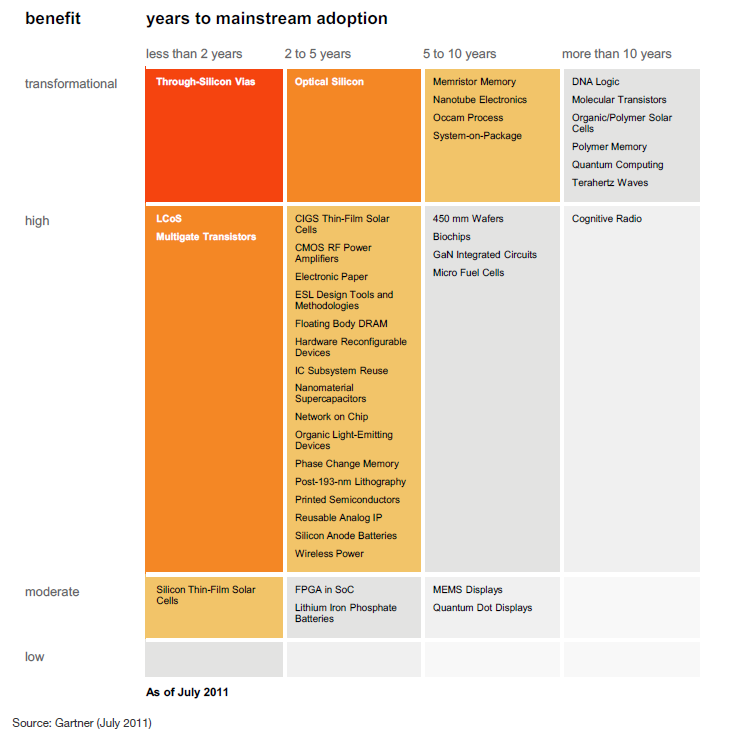 benefit
years to mainstream adoption
less than 2 years
2 to 5 years
5 to 10 years
more than 10 years
transformational
Through-Silicon Vias
Optical Silicon
Memristor Memory
Nanotube Electronics
Occam Process
System-on-Package
DNA Logic
Molecular Transistors
Organic/Polymer Solar
Cells
Polymer Memory
Quantum Computing
Terahertz Waves
high
LCoS
Multigate Transistors
CIGS Thin-Film Solar
Cells
CMOS RF Power
Amplifiers
Electronic Paper
ESL Design Tools and
Methodologies
Floating Body DRAM
Hardware Reconfigurable
Devices
IC Subsystem Reuse
Nanomaterial
Supercapacitors
Network on Chip
Organic Light-Emitting
Devices
Phase Change Memory
Post-193-nm Lithography
Printed Semiconductors
Reusable Analog IP
Silicon Anode Batteries
Wireless Power
450 mm Wafers
Biochips
GaN Integrated Circuits
Micro Fuel Cells
Cognitive Radio
moderate
Silicon Thin-Film Solar
Cells
FPGA in SoC
Lithium Iron Phosphate
Batteries
MEMS Displays
Quantum Dot Displays
low
As of July 2011
Source: Gartner (July 2011)